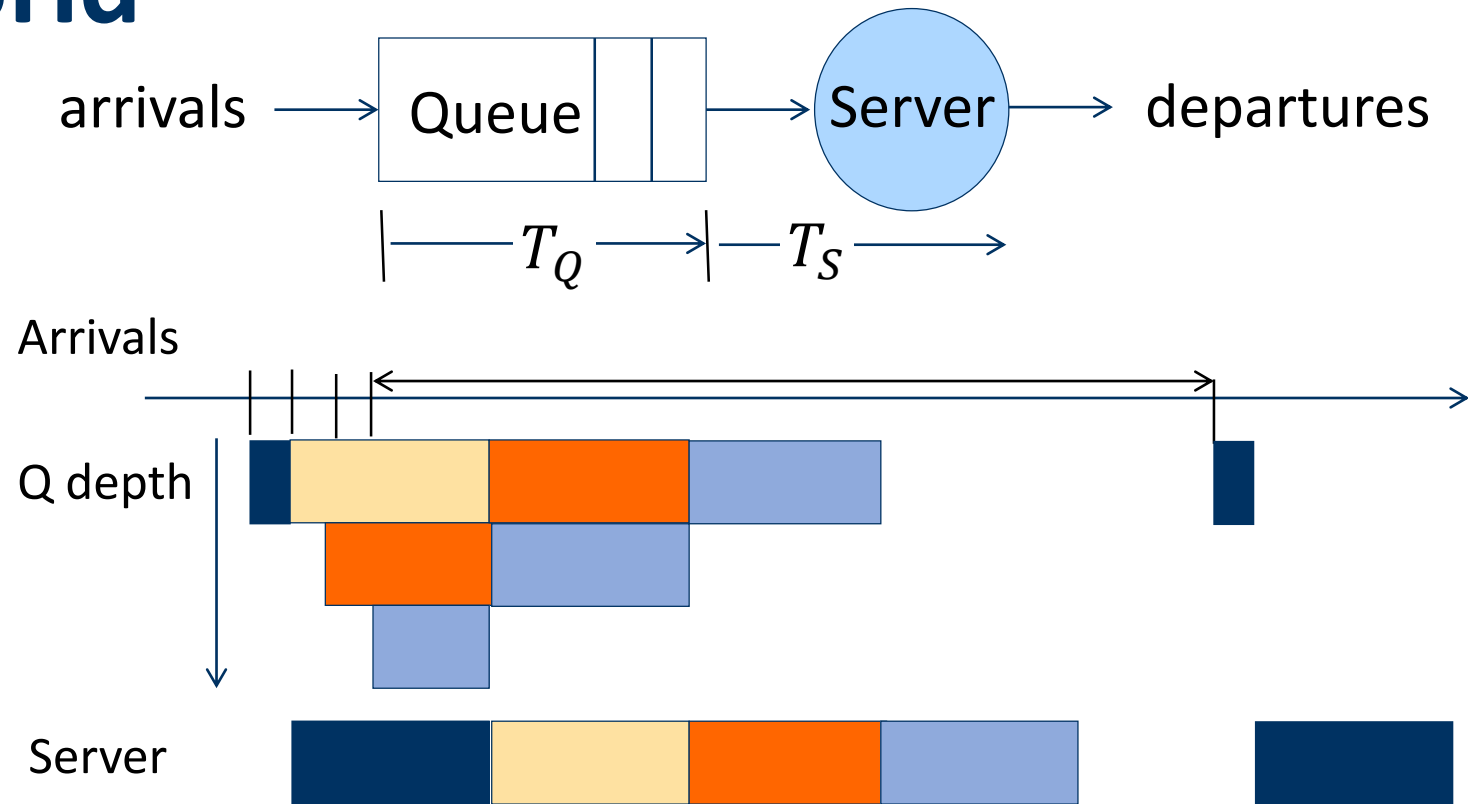 arrivals Queue Server departures
T_Q T_S
Arrivals
Q depth
Server